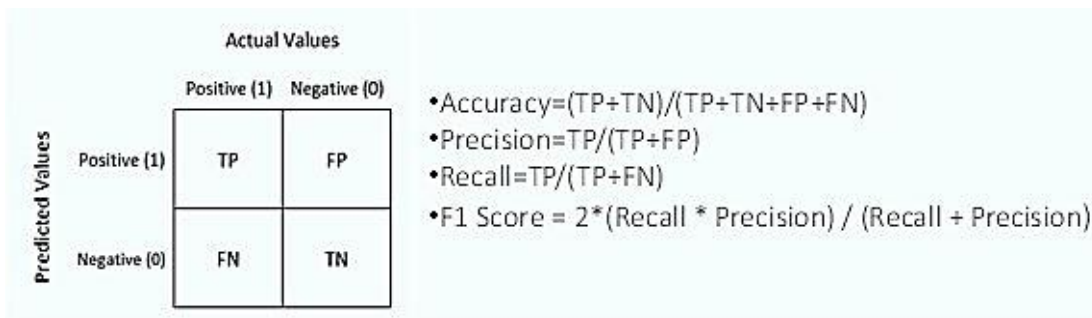 Actual Values
Positive (1) Negative (0)
Predicted Values
Positive (1) TP FP
Negative (0) FN TN
•Accuracy=(TP+TN)/(TP+TN+FP+FN)
•Precision=TP/(TP+FP)
•Recall=TP/(TP+FN)
•F1 Score = 2*(Recall * Precision) / (Recall + Precision)